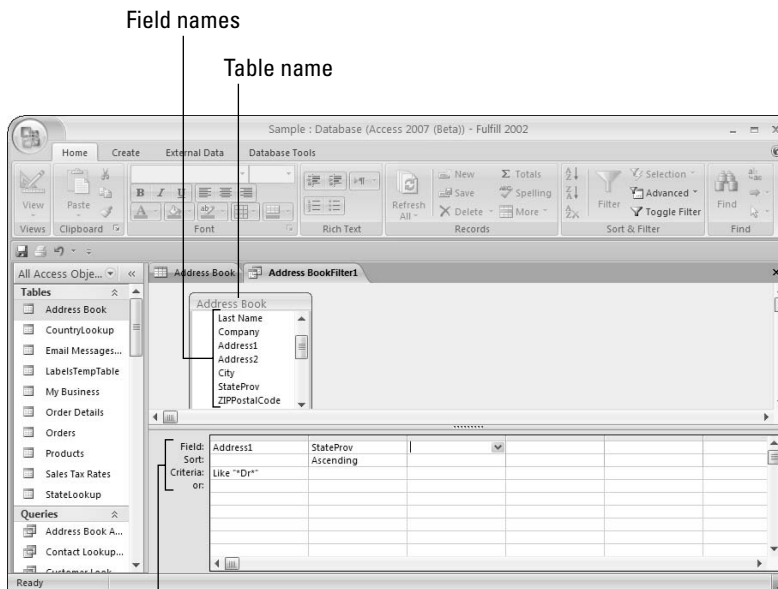 Field names
Table name
Sample : Database (Access 2007 (Beta)) - Fulfill 2002
Home Create External Data Database Tools
View
Paste
B I U
Refresh All
New
Save
Delete
Σ Totals
Spelling
More
Filter
Selection
Advanced
Toggle Filter
Find
Views
Clipboard
Font
Rich Text
Records
Sort & Filter
Find
All Access Obje...
Address Book
Address BookFilter1
Tables
Address Book
CountryLookup
Email Messages...
LabelsTempTable
My Business
Order Details
Orders
Products
Sales Tax Rates
StateLookup
Queries
Address Book A...
Contact Lookup...
Customer Look...
Address Book
Last Name
Company
Address1
Address2
City
StateProv
ZIPPostalCode
Field: Address1 StateProv
Sort: Ascending
Criteria: Like "*Dr*"
or:
Ready